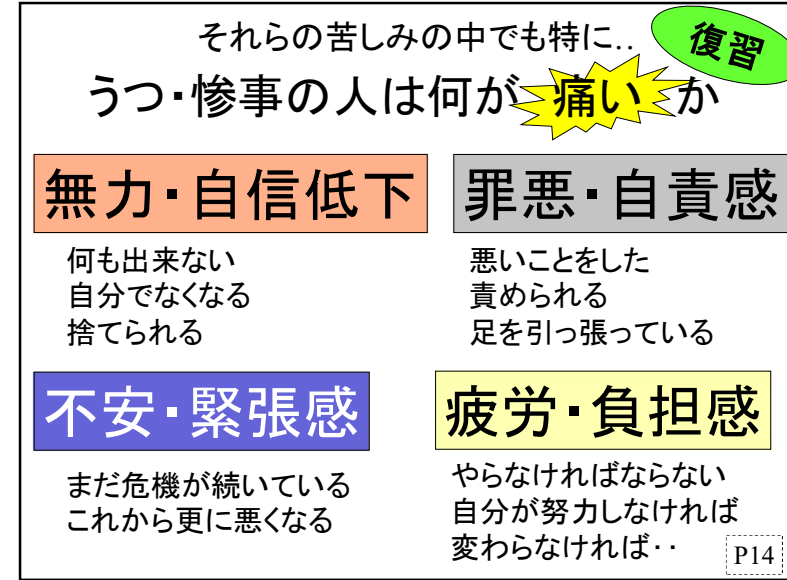 それらの苦しみの中でも特に..
復習
うつ・惨事の人は何が痛いか
無力・自信低下
何も出来ない
自分でなくなる
捨てられる
罪悪・自責感
悪いことをした
責められる
足を引っ張っている
不安・緊張感
まだ危機が続いている
これから更に悪くなる
疲労・負担感
やらなければならない
自分が努力しなければ
変わらなければ・・
P14